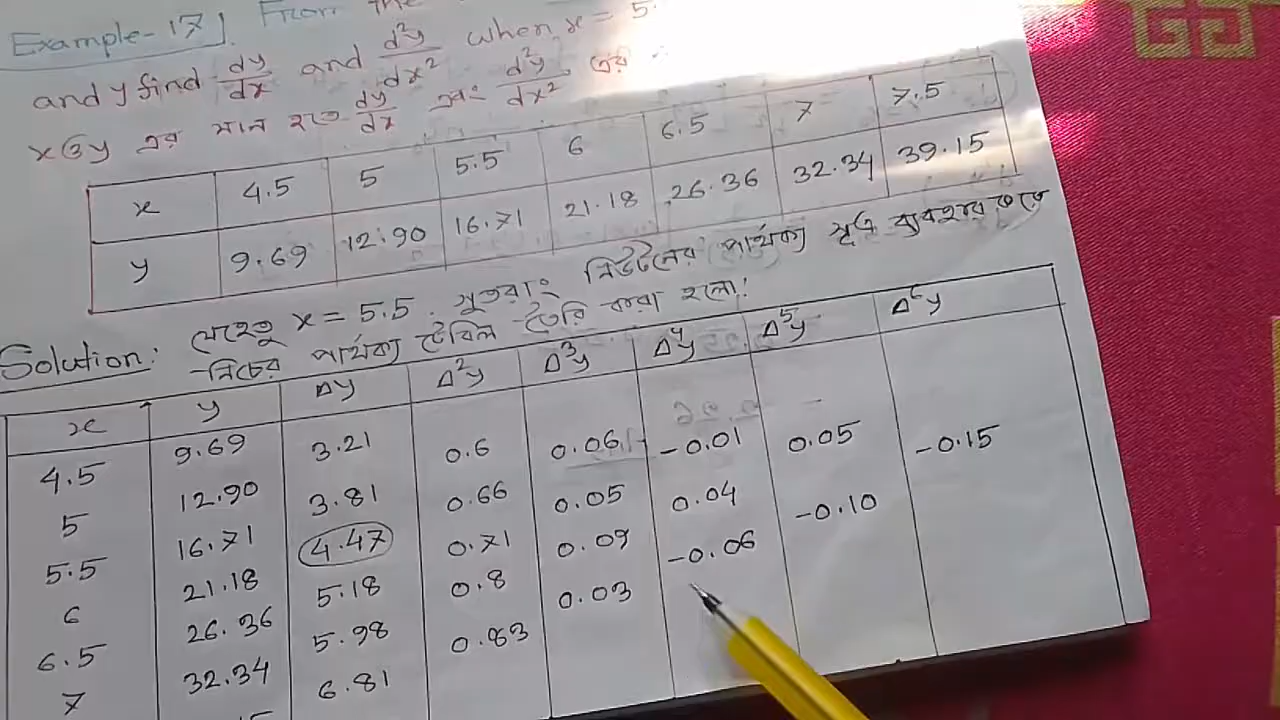 Example-17]. From the
and y find dy/dx and d²y/dx² when x = 5.
x ও y এর মান হতে dy/dx এবং d²y/dx² এর
x 4.5 5 5.5 6 6.5 7 7.5
y 9.69 12.90 16.71 21.18 26.36 32.34 39.15
Solution: যেহেতু x = 5.5. সুতরাং নিউটনের পার্থক্য সূত্র ব্যবহার করে
নিচের পার্থক্য টেবিল তৈরি করা হলো:
x y Δy Δ²y Δ³y Δ⁴y Δ⁵y Δ⁶y
4.5 9.69 3.21 0.6 0.06 -0.01 0.05 -0.15
5 12.90 3.81 0.66 0.05 0.04 -0.10
5.5 16.71 4.47 0.71 0.09 -0.06
6 21.18 5.18 0.8 0.03
6.5 26.36 5.98 0.83
7 32.34 6.81